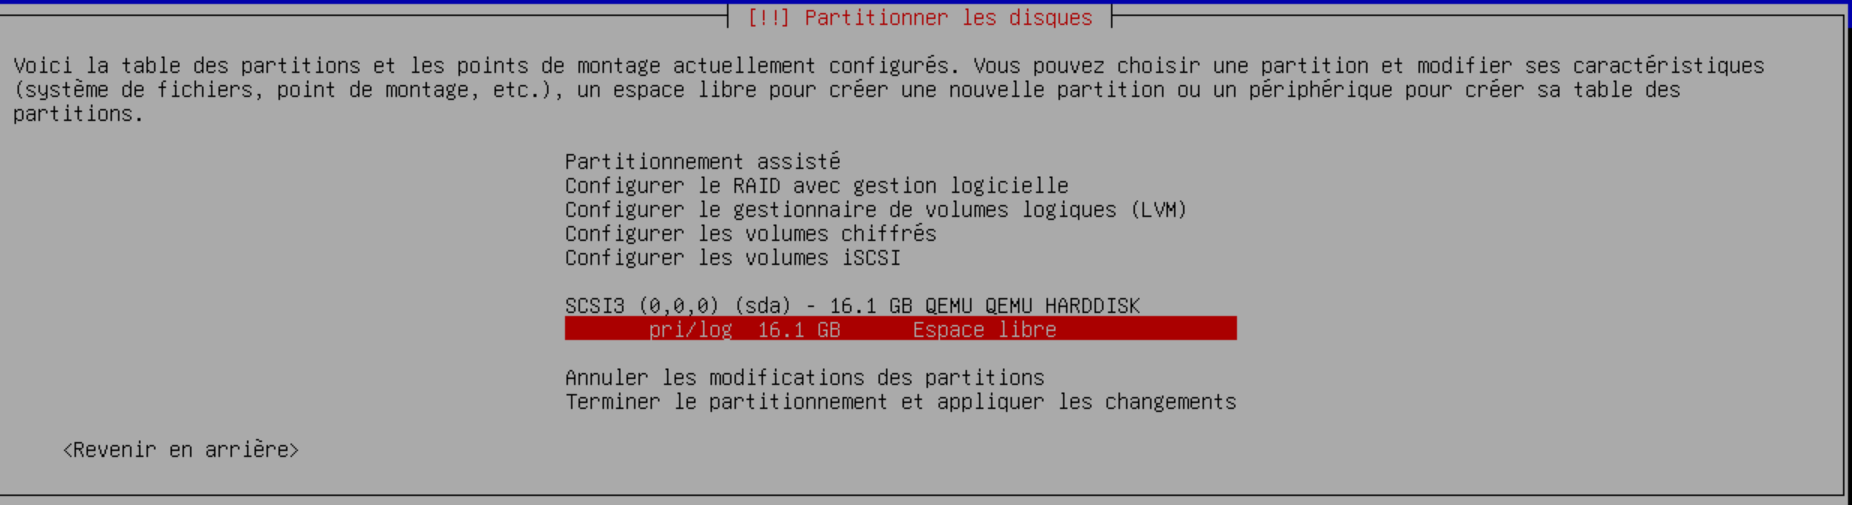 [!!] Partitionner les disques
Voici la table des partitions et les points de montage actuellement configurés. Vous pouvez choisir une partition et modifier ses caractéristiques
(système de fichiers, point de montage, etc.), un espace libre pour créer une nouvelle partition ou un périphérique pour créer sa table des
partitions.
Partitionnement assisté
Configurer le RAID avec gestion logicielle
Configurer le gestionnaire de volumes logiques (LVM)
Configurer les volumes chiffrés
Configurer les volumes iSCSI
SCSI3 (0,0,0) (sda) - 16.1 GB QEMU QEMU HARDDISK
pri/log 16.1 GB Espace libre
Annuler les modifications des partitions
Terminer le partitionnement et appliquer les changements
<Revenir en arrière>